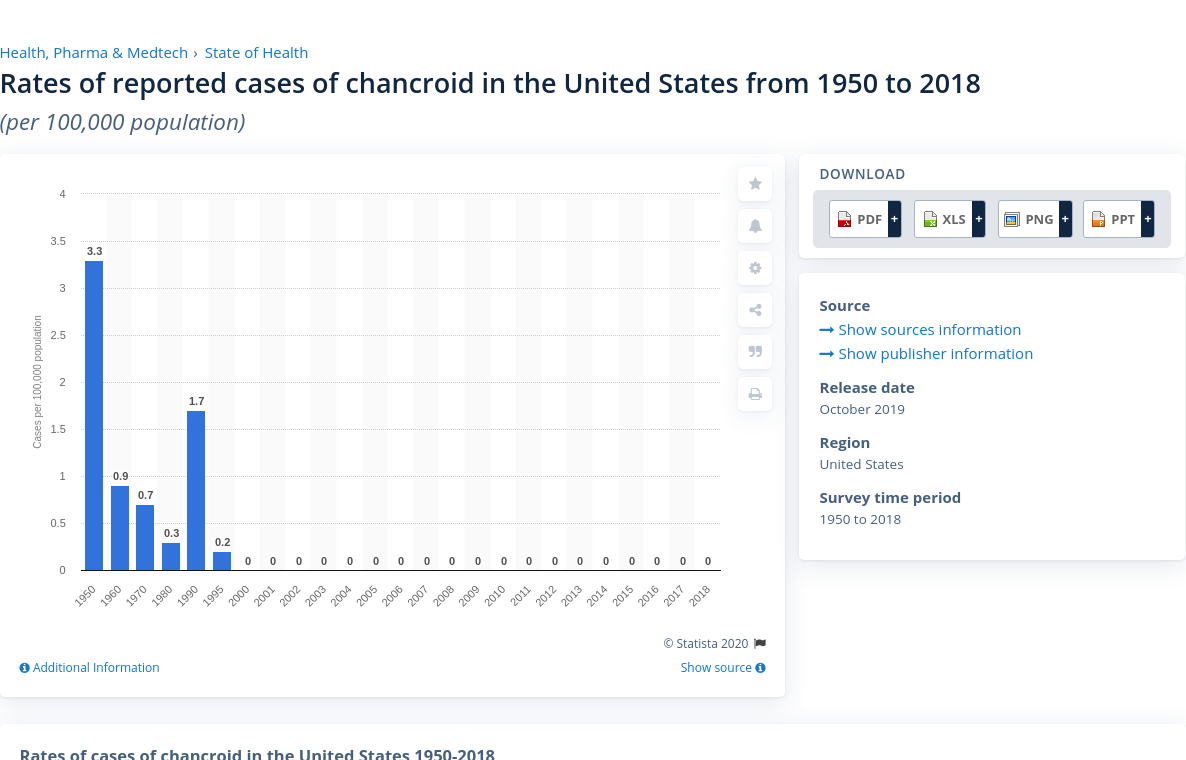 Health, Pharma & Medtech › State of Health
Rates of reported cases of chancroid in the United States from 1950 to 2018
(per 100,000 population)
4
3.5
3
2.5
2
1.5
1
0.5
0
Cases per 100,000 population
3.3
0.9
0.7
0.3
1.7
0.2
0 0 0 0 0 0 0 0 0 0 0 0 0 0 0 0 0 0 0
1950 1960 1970 1980 1990 1995 2000 2001 2002 2003 2004 2005 2006 2007 2008 2009 2010 2011 2012 2013 2014 2015 2016 2017 2018
© Statista 2020
Additional Information
Show source
DOWNLOAD
PDF + XLS + PNG + PPT +
Source
Show sources information
Show publisher information
Release date
October 2019
Region
United States
Survey time period
1950 to 2018
Rates of cases of chancroid in the United States 1950-2018